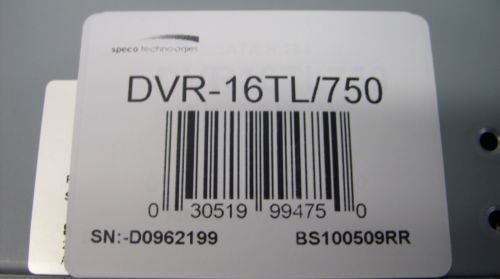 speco technologies
DVR-16TL/750
0 30519 99475 0
SN:-D0962199 BS100509RR